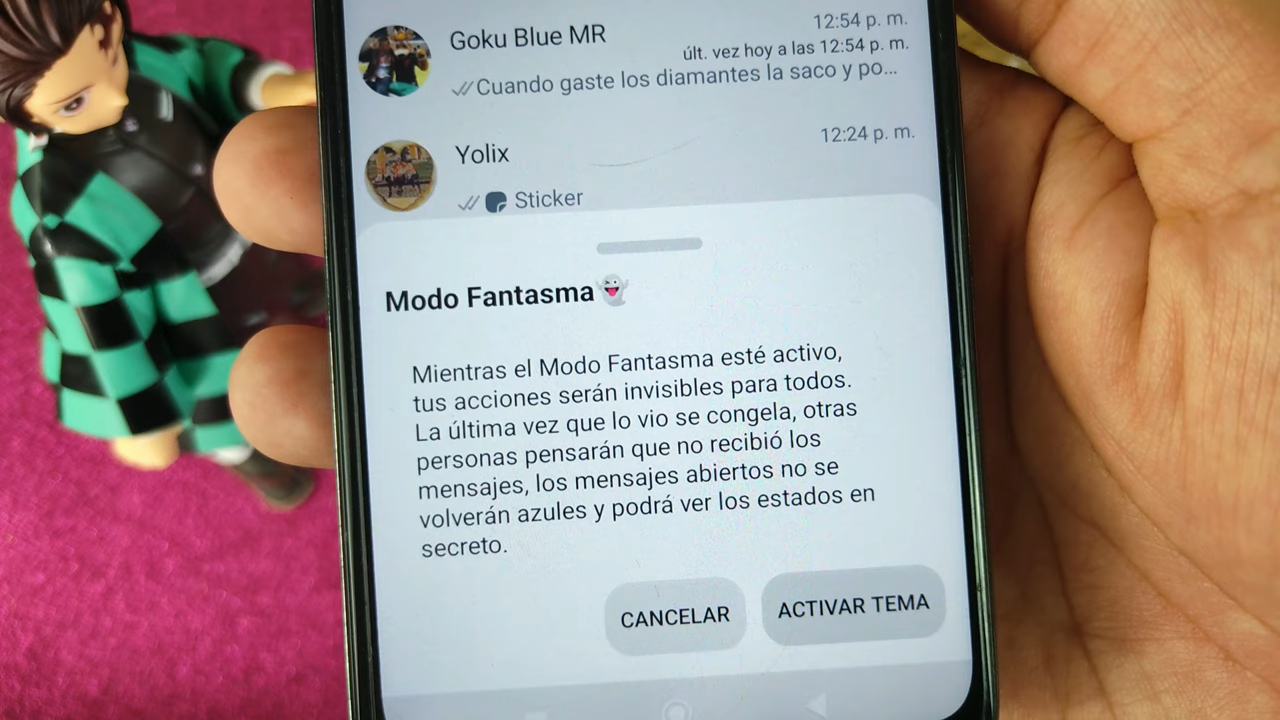 Goku Blue MR
12:54 p. m.
últ. vez hoy a las 12:54 p. m.
Cuando gaste los diamantes la saco y po...
Yolix
12:24 p. m.
Sticker
Modo Fantasma👻
Mientras el Modo Fantasma esté activo,
tus acciones serán invisibles para todos.
La última vez que lo vio se congela, otras
personas pensarán que no recibió los
mensajes, los mensajes abiertos no se
volverán azules y podrá ver los estados en
secreto.
CANCELAR
ACTIVAR TEMA